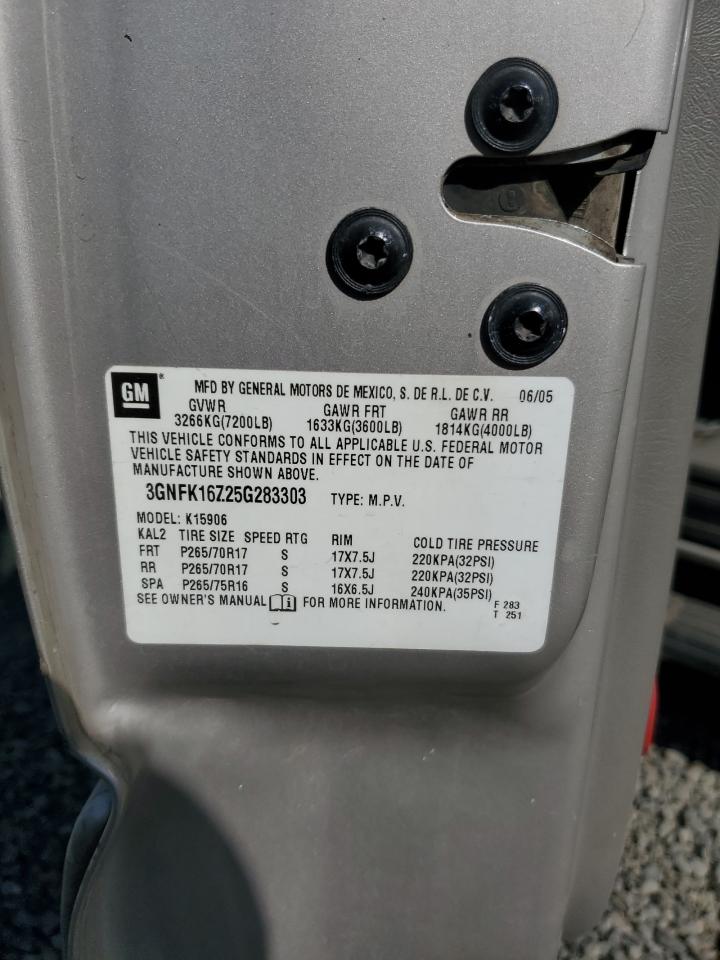 GM ® MFD BY GENERAL MOTORS DE MEXICO, S. DE R.L. DE C.V. 06/05
GVWR GAWR FRT GAWR RR
3266KG(7200LB) 1633KG(3600LB) 1814KG(4000LB)
THIS VEHICLE CONFORMS TO ALL APPLICABLE U.S. FEDERAL MOTOR
VEHICLE SAFETY STANDARDS IN EFFECT ON THE DATE OF
MANUFACTURE SHOWN ABOVE.
3GNFK16Z25G283303 TYPE: M.P.V.
MODEL: K15906
KAL2 TIRE SIZE SPEED RTG RIM COLD TIRE PRESSURE
FRT P265/70R17 S 17X7.5J 220KPA(32PSI)
RR P265/70R17 S 17X7.5J 220KPA(32PSI)
SPA P265/75R16 S 16X6.5J 240KPA(35PSI)
SEE OWNER'S MANUAL FOR MORE INFORMATION. F 283
T 251